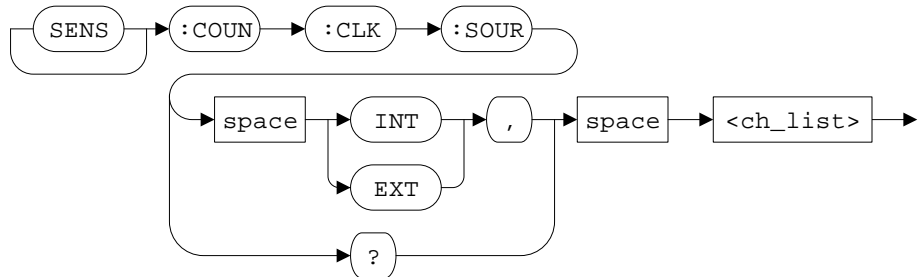 SENS :COUN :CLK :SOUR
space INT , space <ch_list>
EXT
?